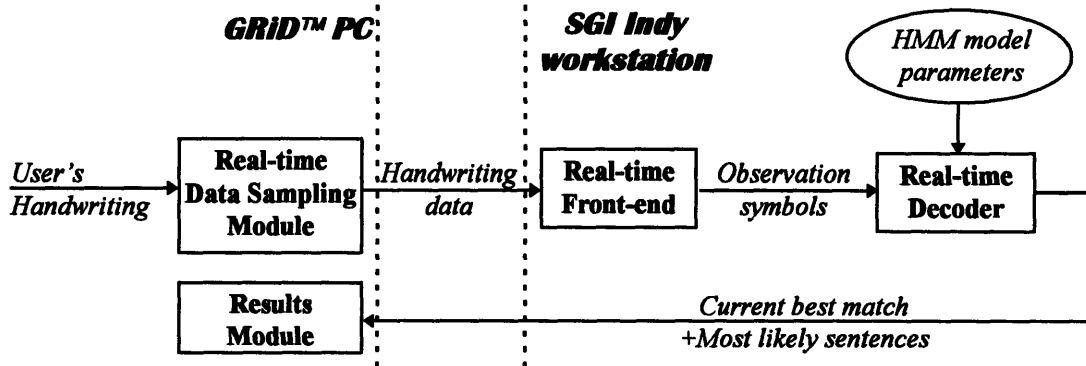 GRiD™ PC
SGI Indy
workstation
HMM model
parameters
User's
Handwriting
Real-time
Data Sampling
Module
Handwriting
data
Real-time
Front-end
Observation
symbols
Real-time
Decoder
Results
Module
Current best match
+Most likely sentences